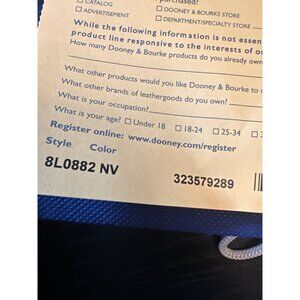 ☐ CATALOG
☐ ADVERTISEMENT
purchased?
☐ DOONEY & BOURKE STORE
☐ DEPARTMENT/SPECIALTY STORE
While the following information is not essen
product line responsive to the interests of ou
How many Dooney & Bourke products do you already own
What other products would you like Dooney & Bourke to
What other brands of leathergoods do you own?
What is your occupation?
What is your age? ☐ Under 18 ☐ 18-24 ☐ 25-34 ☐ 3
Register online: www.dooney.com/register
Style Color
8L0882 NV 323579289